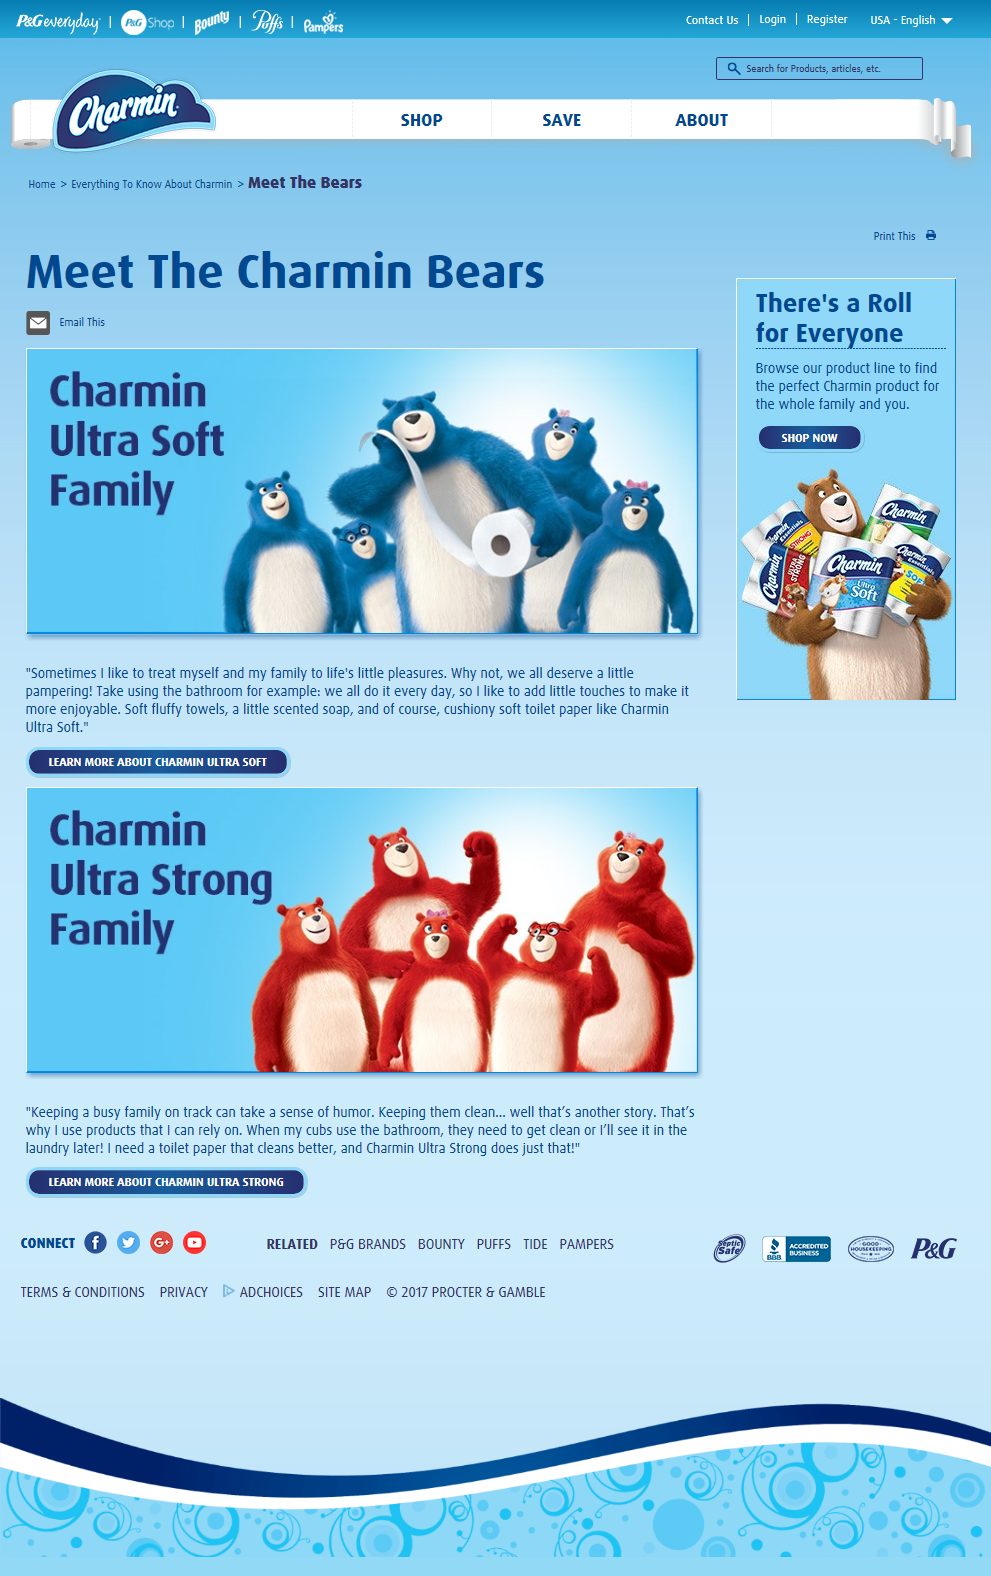 P&G everyday | P&G Shop | Bounty | Puffs | Pampers
Contact Us | Login | Register USA - English
Search for Products, articles, etc.
Charmin
SHOP SAVE ABOUT
Home > Everything To Know About Charmin > Meet The Bears
Print This
Meet The Charmin Bears
Email This
Charmin
Ultra Soft
Family
"Sometimes I like to treat myself and my family to life's little pleasures. Why not, we all deserve a little
pampering! Take using the bathroom for example: we all do it every day, so I like to add little touches to make it
more enjoyable. Soft fluffy towels, a little scented soap, and of course, cushiony soft toilet paper like Charmin
Ultra Soft."
LEARN MORE ABOUT CHARMIN ULTRA SOFT
Charmin
Ultra Strong
Family
"Keeping a busy family on track can take a sense of humor. Keeping them clean... well that’s another story. That’s
why I use products that I can rely on. When my cubs use the bathroom, they need to get clean or I’ll see it in the
laundry later! I need a toilet paper that cleans better, and Charmin Ultra Strong does just that!"
LEARN MORE ABOUT CHARMIN ULTRA STRONG
There's a Roll
for Everyone
Browse our product line to find
the perfect Charmin product for
the whole family and you.
SHOP NOW
Charmin
Charmin
Essentials
STRONG
Charmin
ULTRA
STRONG
Charmin
Ultra
Soft
Charmin
Essentials
SOFT
CONNECT
RELATED P&G BRANDS BOUNTY PUFFS TIDE PAMPERS
Septic
Safe
BBB
ACCREDITED
BUSINESS
GOOD
HOUSEKEEPING
P&G
TERMS & CONDITIONS PRIVACY ADCHOICES SITE MAP © 2017 PROCTER & GAMBLE